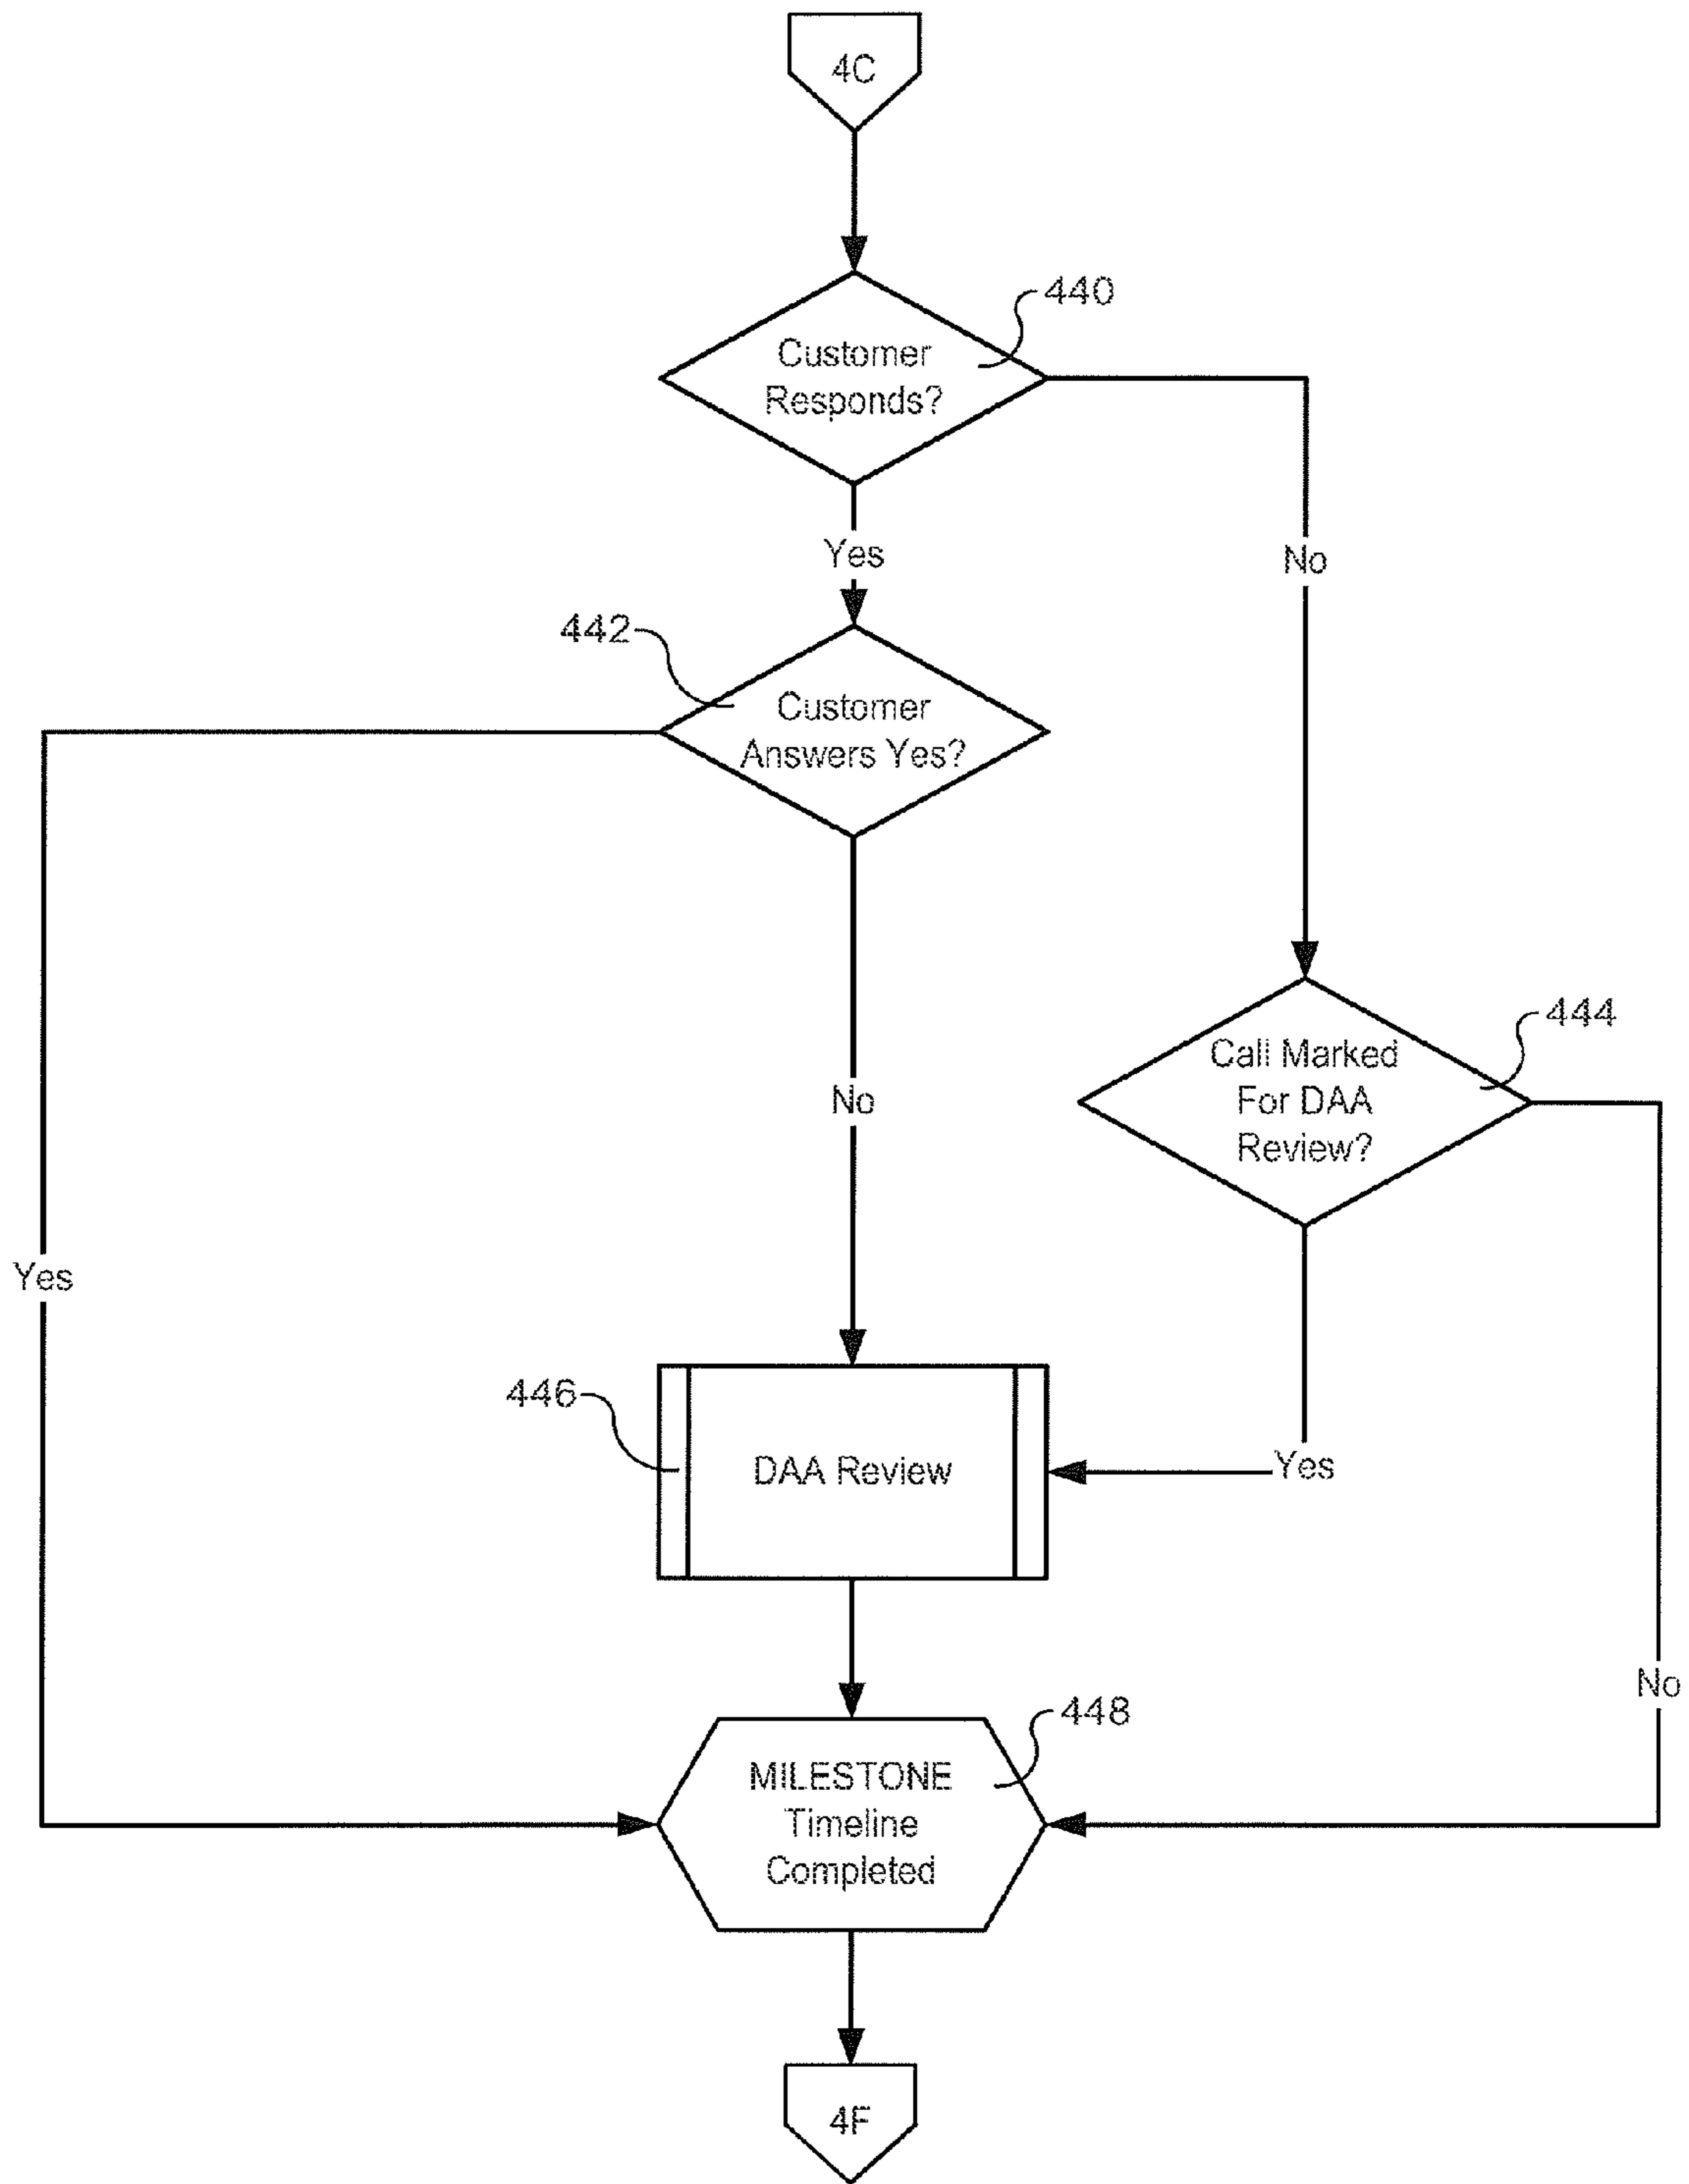 4C
440
Customer
Responds?
Yes
No
442
Customer
Answers Yes?
444
Call Marked
For DAA
Review?
No
Yes
446
DAA Review
Yes
No
448
MILESTONE
Timeline
Completed
4F